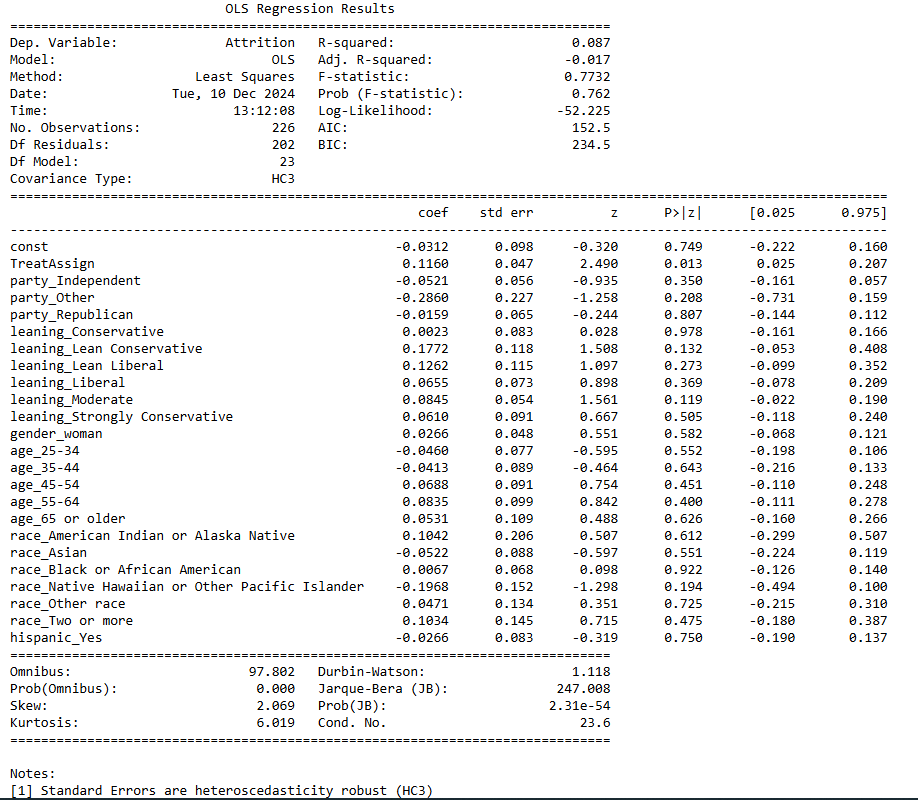 OLS Regression Results
==============================================================================
Dep. Variable: Attrition R-squared: 0.087
Model: OLS Adj. R-squared: -0.017
Method: Least Squares F-statistic: 0.7732
Date: Tue, 10 Dec 2024 Prob (F-statistic): 0.762
Time: 13:12:08 Log-Likelihood: -52.225
No. Observations: 226 AIC: 152.5
Df Residuals: 202 BIC: 234.5
Df Model: 23
Covariance Type: HC3
==================================================================================================================
coef std err z P>|z| [0.025 0.975]
------------------------------------------------------------------------------------------------------------------
const -0.0312 0.098 -0.320 0.749 -0.222 0.160
TreatAssign 0.1160 0.047 2.490 0.013 0.025 0.207
party_Independent -0.0521 0.056 -0.935 0.350 -0.161 0.057
party_Other -0.2860 0.227 -1.258 0.208 -0.731 0.159
party_Republican -0.0159 0.065 -0.244 0.807 -0.144 0.112
leaning_Conservative 0.0023 0.083 0.028 0.978 -0.161 0.166
leaning_Lean Conservative 0.1772 0.118 1.508 0.132 -0.053 0.408
leaning_Lean Liberal 0.1262 0.115 1.097 0.273 -0.099 0.352
leaning_Liberal 0.0655 0.073 0.898 0.369 -0.078 0.209
leaning_Moderate 0.0845 0.054 1.561 0.119 -0.022 0.190
leaning_Strongly Conservative 0.0610 0.091 0.667 0.505 -0.118 0.240
gender_woman 0.0266 0.048 0.551 0.582 -0.068 0.121
age_25-34 -0.0460 0.077 -0.595 0.552 -0.198 0.106
age_35-44 -0.0413 0.089 -0.464 0.643 -0.216 0.133
age_45-54 0.0688 0.091 0.754 0.451 -0.110 0.248
age_55-64 0.0835 0.099 0.842 0.400 -0.111 0.278
age_65 or older 0.0531 0.109 0.488 0.626 -0.160 0.266
race_American Indian or Alaska Native 0.1042 0.206 0.507 0.612 -0.299 0.507
race_Asian -0.0522 0.088 -0.597 0.551 -0.224 0.119
race_Black or African American 0.0067 0.068 0.098 0.922 -0.126 0.140
race_Native Hawaiian or Other Pacific Islander -0.1968 0.152 -1.298 0.194 -0.494 0.100
race_Other race 0.0471 0.134 0.351 0.725 -0.215 0.310
race_Two or more 0.1034 0.145 0.715 0.475 -0.180 0.387
hispanic_Yes -0.0266 0.083 -0.319 0.750 -0.190 0.137
==============================================================================
Omnibus: 97.802 Durbin-Watson: 1.118
Prob(Omnibus): 0.000 Jarque-Bera (JB): 247.008
Skew: 2.069 Prob(JB): 2.31e-54
Kurtosis: 6.019 Cond. No. 23.6
==============================================================================
Notes:
[1] Standard Errors are heteroscedasticity robust (HC3)